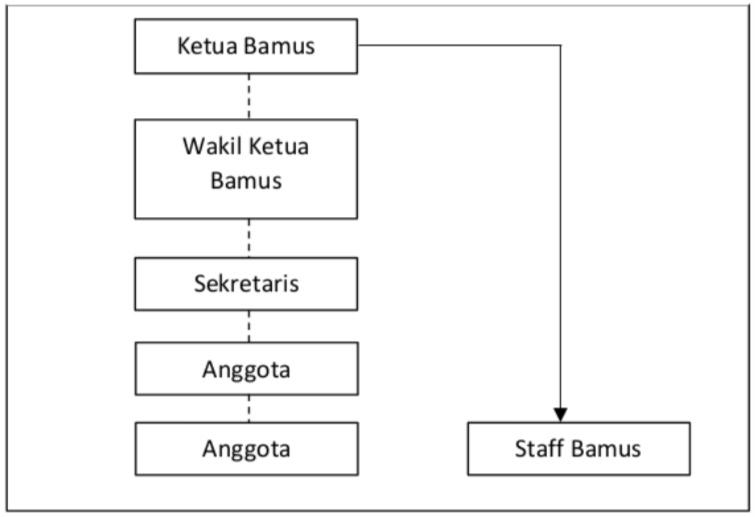 Ketua Bamus
Wakil Ketua
Bamus
Sekretaris
Anggota
Anggota
Staff Bamus